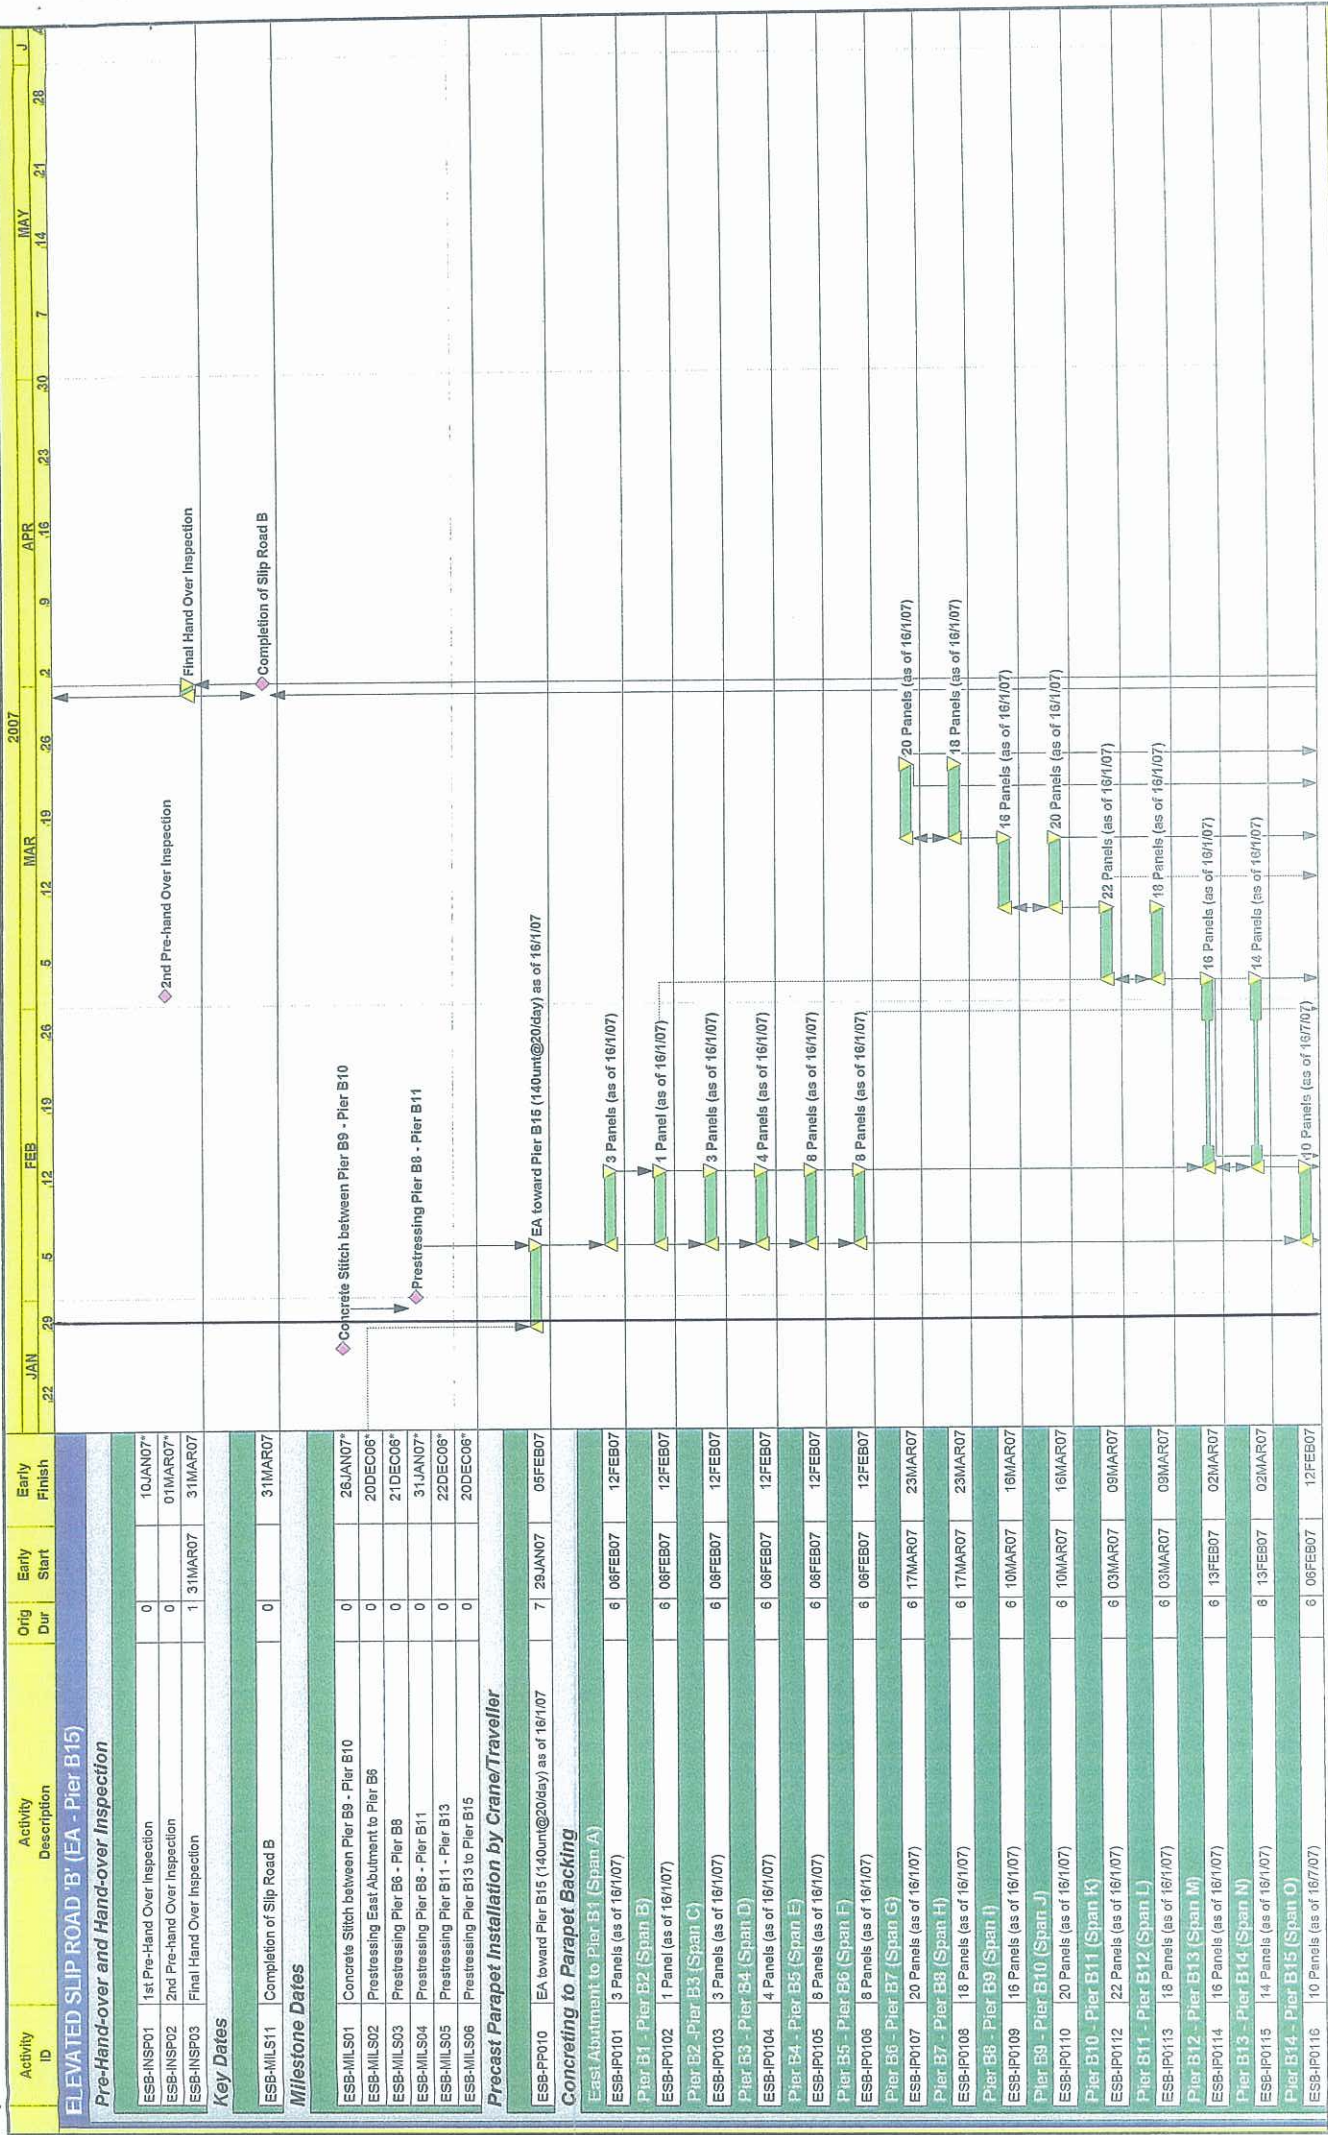 2007
JAN FEB MAR APR MAY J
Activity ID Activity Description Orig Dur Early Start Early Finish 22 29 5 12 19 26 5 12 19 26 2 9 16 23 30 7 14 21 28
ELEVATED SLIP ROAD 'B' (EA - Pier B15)
Pre-Hand-over and Hand-over Inspection
ESB-INSP01 1st Pre-Hand Over Inspection 0 10JAN07*
ESB-INSP02 2nd Pre-hand Over Inspection 0 01MAR07* 2nd Pre-hand Over Inspection
ESB-INSP03 Final Hand Over Inspection 1 31MAR07 31MAR07 Final Hand Over Inspection
Key Dates
ESB-MILS11 Completion of Slip Road B 0 31MAR07 Completion of Slip Road B
Milestone Dates
ESB-MILS01 Concrete Stitch between Pier B9 - Pier B10 0 26JAN07* Concrete Stitch between Pier B9 - Pier B10
ESB-MILS02 Prestressing East Abutment to Pier B6 0 20DEC06*
ESB-MILS03 Prestressing Pier B6 - Pier B8 0 21DEC06*
ESB-MILS04 Prestressing Pier B8 - Pier B11 0 31JAN07* Prestressing Pier B8 - Pier B11
ESB-MILS05 Prestressing Pier B11 - Pier B13 0 22DEC06*
ESB-MILS06 Prestressing Pier B13 to Pier B15 0 20DEC06*
Precast Parapet Installation by Crane/Traveller
ESB-PP010 EA toward Pier B15 (140unt@20/day) as of 16/1/07 7 29JAN07 05FEB07 EA toward Pier B15 (140unt@20/day) as of 16/1/07
Concreting to Parapet Backing
East Abutment to Pier B1 (Span A)
ESB-IP0101 3 Panels (as of 16/1/07) 6 06FEB07 12FEB07 3 Panels (as of 16/1/07)
Pier B1 - Pier B2 (Span B)
ESB-IP0102 1 Panel (as of 16/1/07) 6 06FEB07 12FEB07 1 Panel (as of 16/1/07)
Pier B2 -Pier B3 (Span C)
ESB-IP0103 3 Panels (as of 16/1/07) 6 06FEB07 12FEB07 3 Panels (as of 16/1/07)
Pier B3 - Pier B4 (Span D)
ESB-IP0104 4 Panels (as of 16/1/07) 6 06FEB07 12FEB07 4 Panels (as of 16/1/07)
Pier B4 - Pier B5 (Span E)
ESB-IP0105 8 Panels (as of 16/1/07) 6 06FEB07 12FEB07 8 Panels (as of 16/1/07)
Pier B5 - Pier B6 (Span F)
ESB-IP0106 8 Panels (as of 16/1/07) 6 06FEB07 12FEB07 8 Panels (as of 16/1/07)
Pier B6 - Pier B7 (Span G)
ESB-IP0107 20 Panels (as of 16/1/07) 6 17MAR07 23MAR07 20 Panels (as of 16/1/07)
Pier B7 - Pier B8 (Span H)
ESB-IP0108 18 Panels (as of 16/1/07) 6 17MAR07 23MAR07 18 Panels (as of 16/1/07)
Pier B8 - Pier B9 (Span I)
ESB-IP0109 16 Panels (as of 16/1/07) 6 10MAR07 16MAR07 16 Panels (as of 16/1/07)
Pier B9 - Pier B10 (Span J)
ESB-IP0110 20 Panels (as of 16/1/07) 6 10MAR07 16MAR07 20 Panels (as of 16/1/07)
Pier B10 - Pier B11 (Span K)
ESB-IP0112 22 Panels (as of 16/1/07) 6 03MAR07 09MAR07 22 Panels (as of 16/1/07)
Pier B11 - Pier B12 (Span L)
ESB-IP0113 18 Panels (as of 16/1/07) 6 03MAR07 09MAR07 18 Panels (as of 16/1/07)
Pier B12 - Pier B13 (Span M)
ESB-IP0114 16 Panels (as of 16/1/07) 6 13FEB07 02MAR07 16 Panels (as of 16/1/07)
Pier B13 - Pier B14 (Span N)
ESB-IP0115 14 Panels (as of 16/1/07) 6 13FEB07 02MAR07 14 Panels (as of 16/1/07)
Pier B14 - Pier B15 (Span O)
ESB-IP0116 10 Panels (as of 16/7/07) 6 06FEB07 12FEB07 10 Panels (as of 16/7/07)